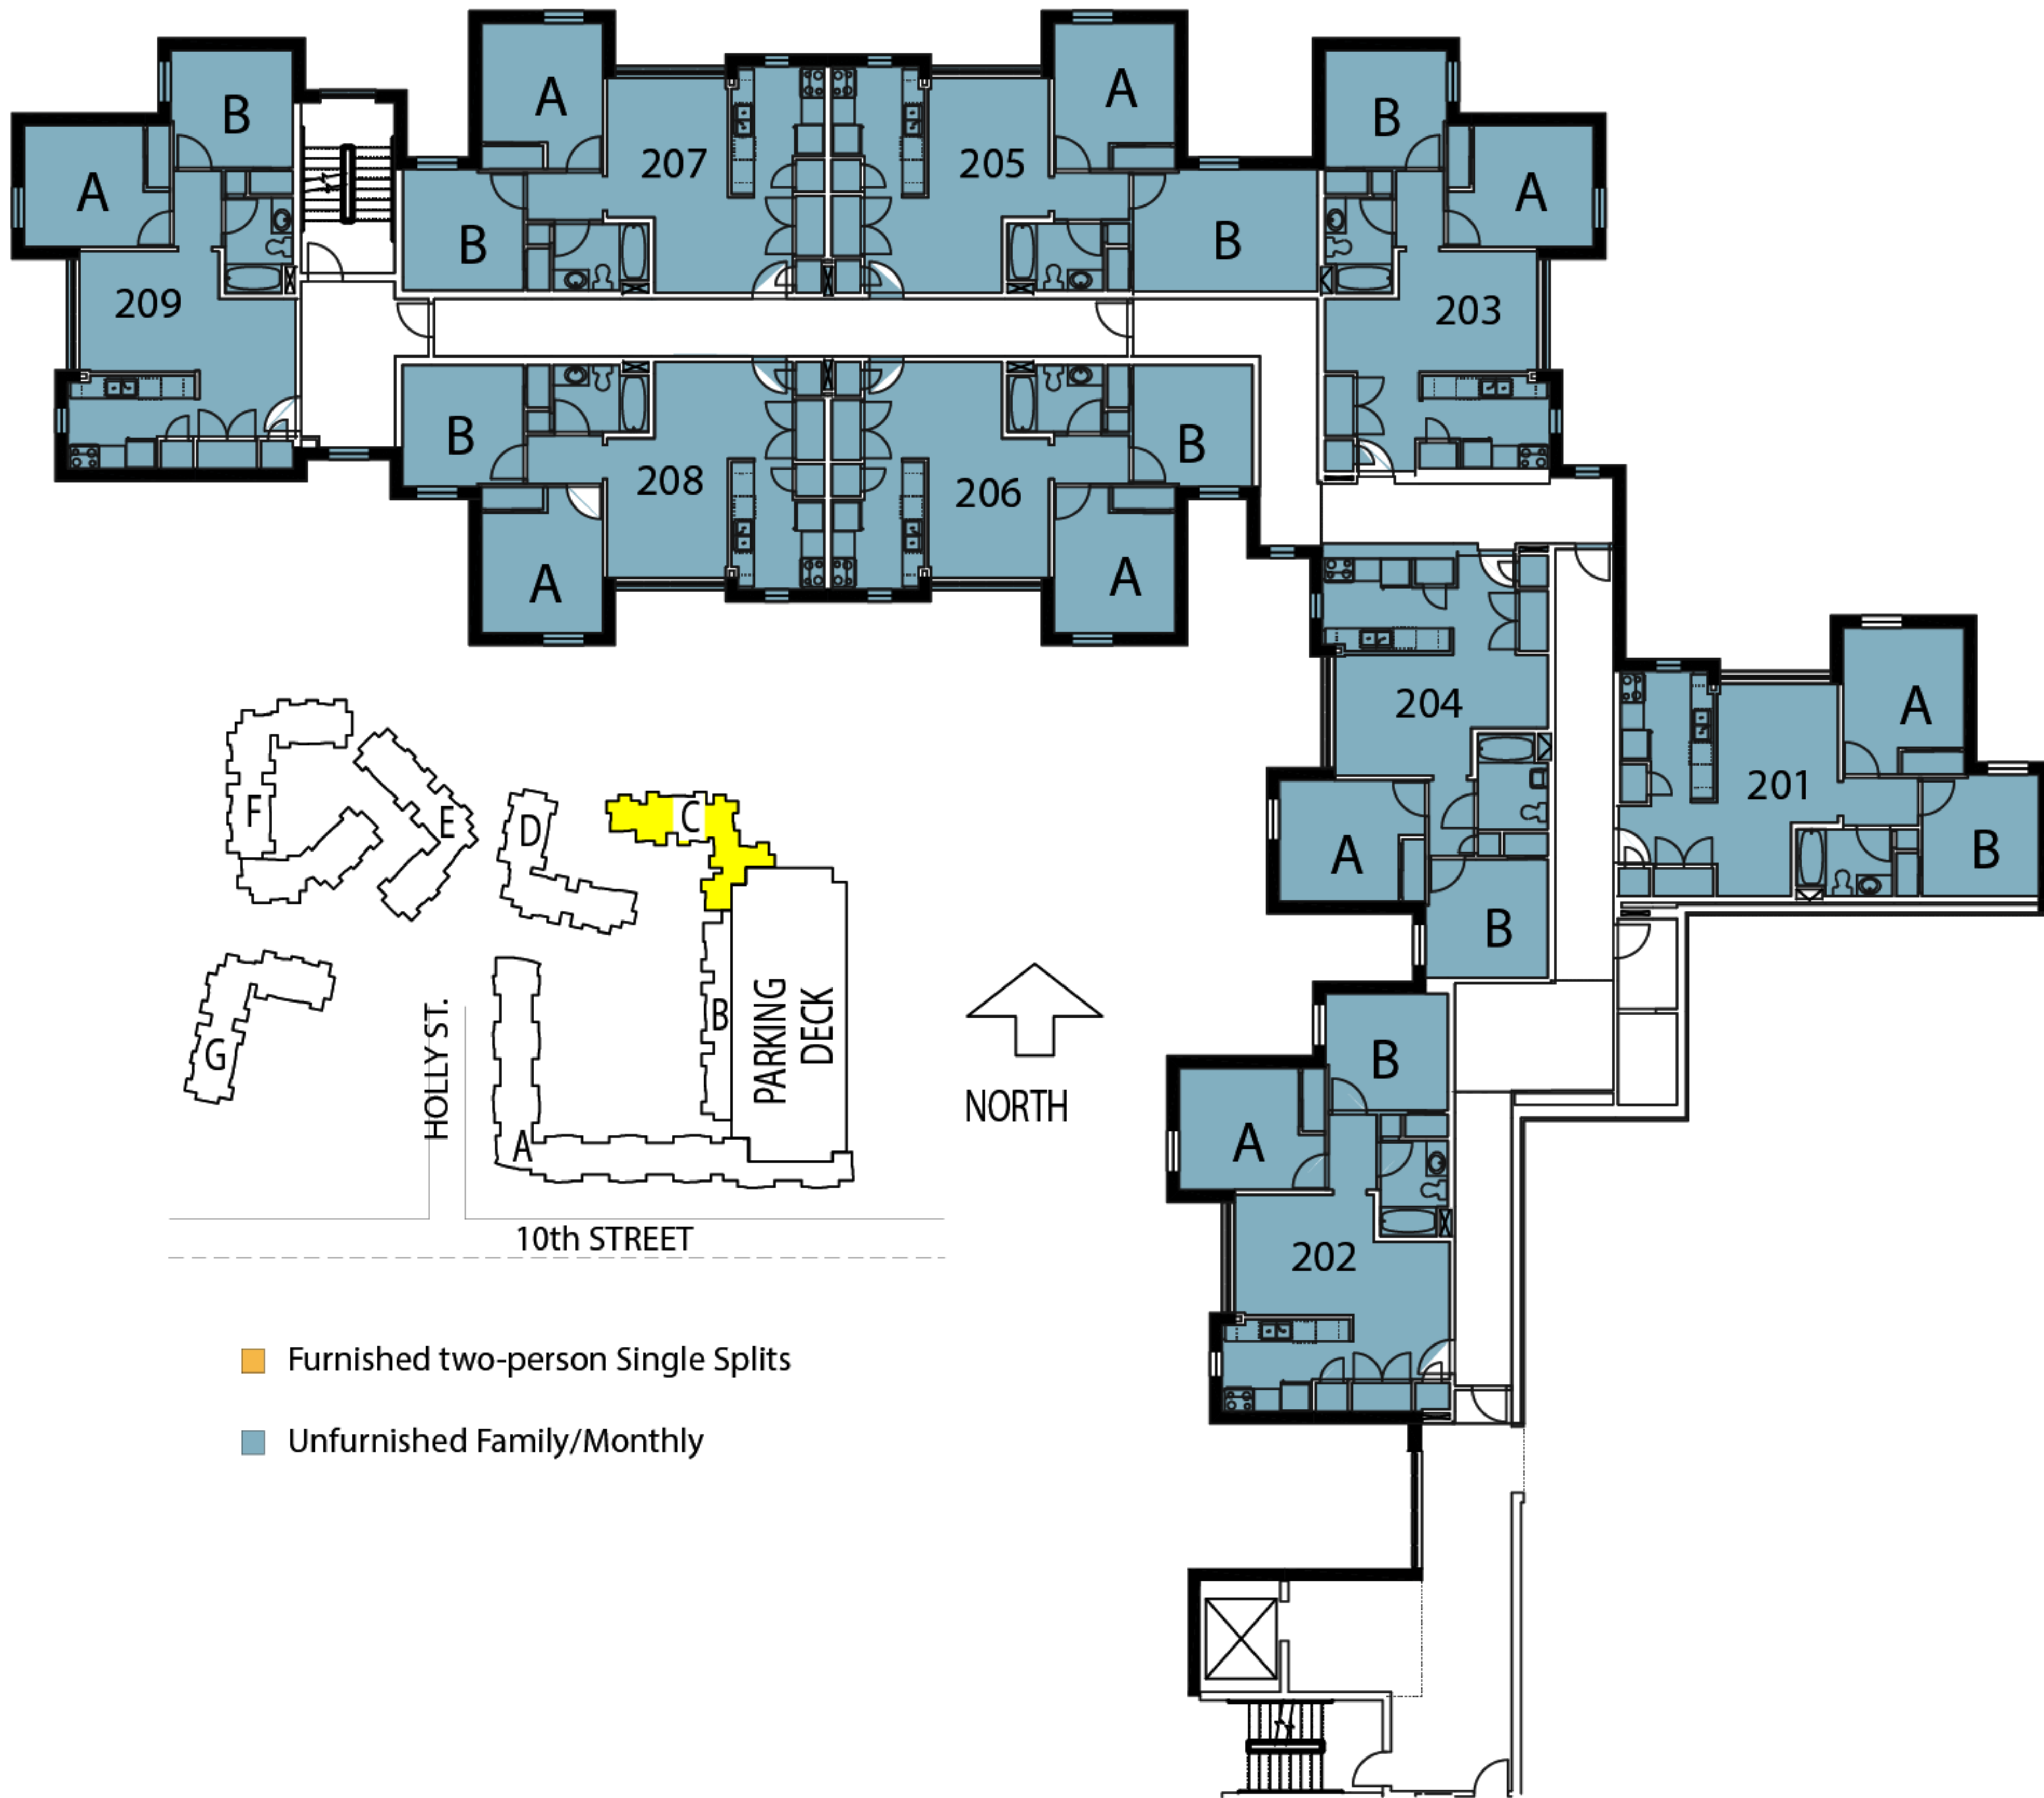 A
A
B
B
B
A
A
207
205
B
B
209
203
B
B
208
206
A
A
204
A
201
B
A
B
F
E
D
C
G
B
A
PARKING
DECK
HOLLY ST.
NORTH
10th STREET
B
A
202
Furnished two-person Single Splits
Unfurnished Family/Monthly